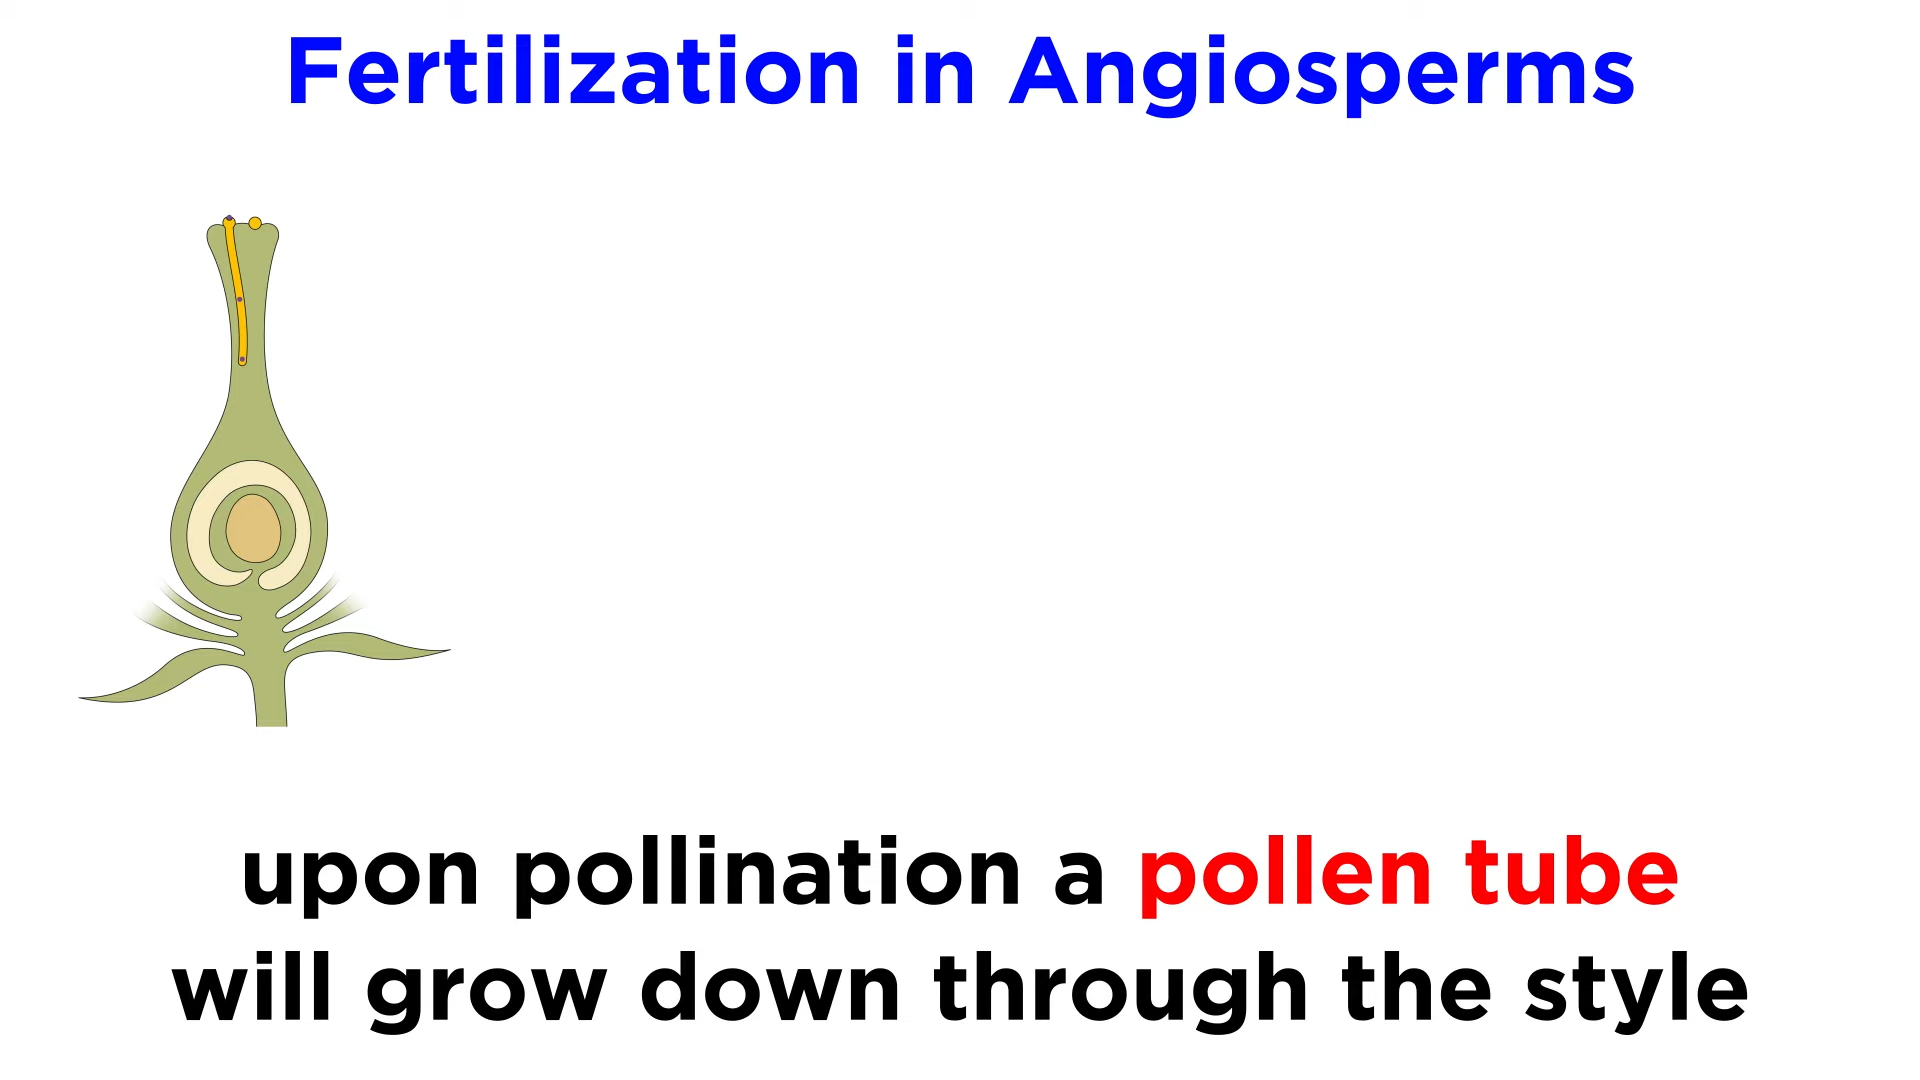 Fertilization in Angiosperms
upon pollination a pollen tube
will grow down through the style